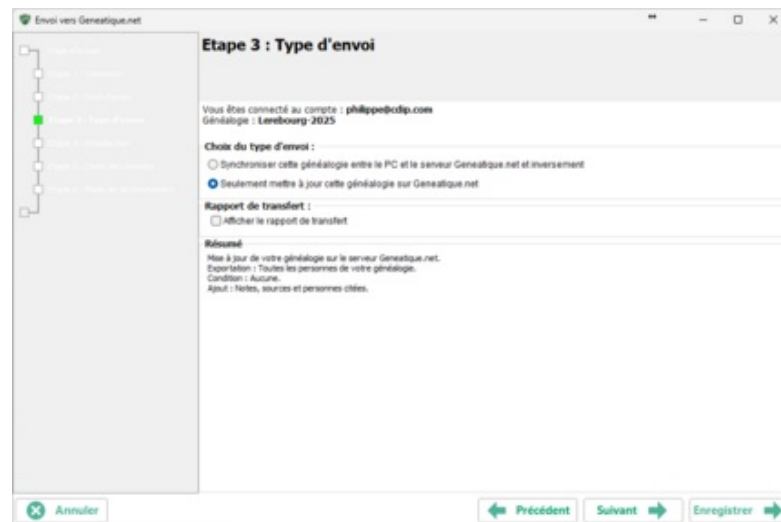 Envoi vers Geneatique.net
Etape 3 : Type d'envoi
Vous êtes connecté au compte : philippe@cdip.com
Généalogie : Lerebourg-2025
Choix du type d'envoi :
Synchroniser cette généalogie entre le PC et le serveur Geneatique.net et inversement
Seulement mettre à jour cette généalogie sur Geneatique.net
Rapport de transfert :
Afficher le rapport de transfert
Résumé
Mise à jour de votre généalogie sur le serveur Geneatique.net.
Exportation : Toutes les personnes de votre généalogie.
Condition : Aucune.
Ajout : Notes, sources et personnes citées.
Annuler
Précédent
Suivant
Enregistrer